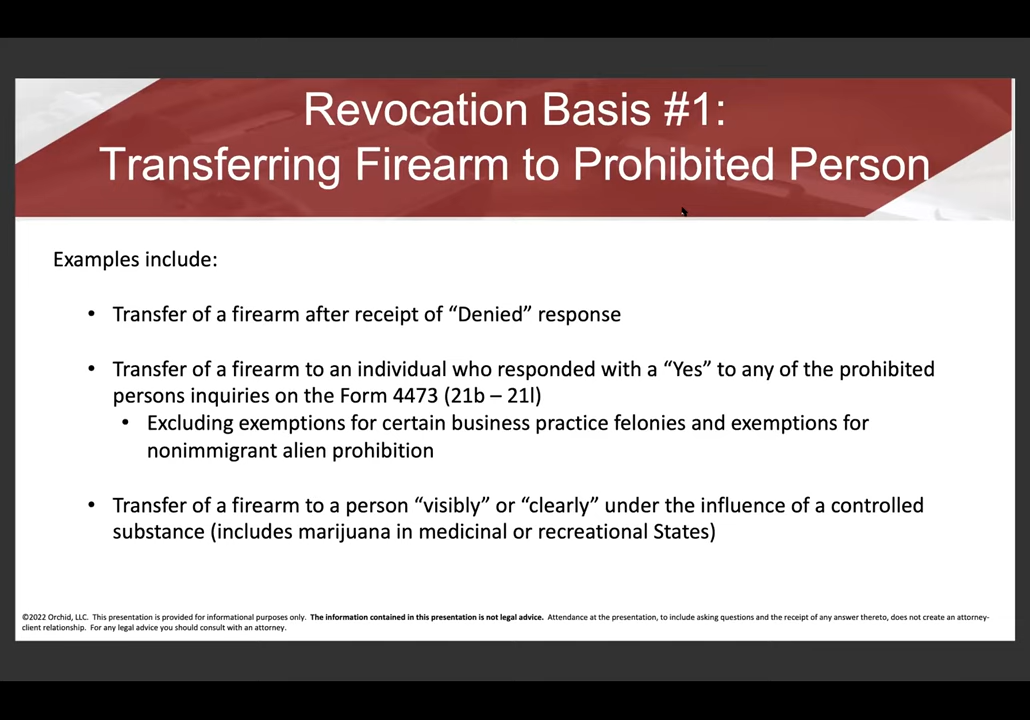 Revocation Basis #1:
Transferring Firearm to Prohibited Person
Examples include:
• Transfer of a firearm after receipt of “Denied” response
• Transfer of a firearm to an individual who responded with a “Yes” to any of the prohibited
persons inquiries on the Form 4473 (21b – 21l)
• Excluding exemptions for certain business practice felonies and exemptions for
nonimmigrant alien prohibition
• Transfer of a firearm to a person “visibly” or “clearly” under the influence of a controlled
substance (includes marijuana in medicinal or recreational States)
©2022 Orchid, LLC. This presentation is provided for informational purposes only. The information contained in this presentation is not legal advice. Attendance at the presentation, to include asking questions and the receipt of any answer thereto, does not create an attorney-
client relationship. For any legal advice you should consult with an attorney.